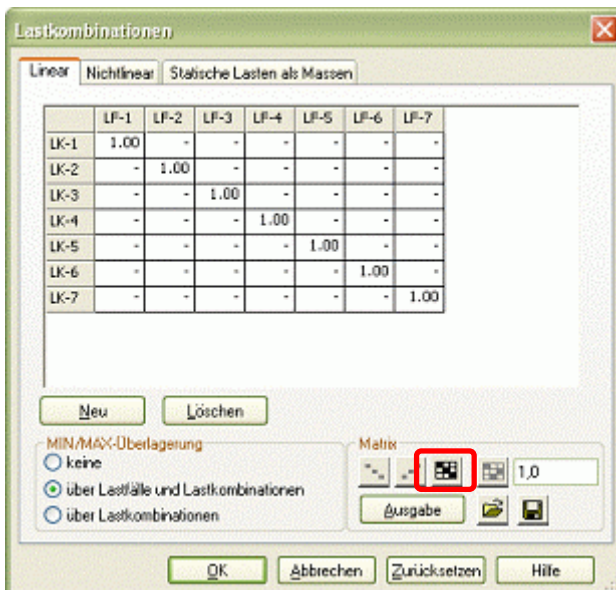 Lastkombinationen
Linear Nichtlinear Statische Lasten als Massen
LF-1 LF-2 LF-3 LF-4 LF-5 LF-6 LF-7
LK-1 1.00 - - - - - -
LK-2 - 1.00 - - - - -
LK-3 - - 1.00 - - - -
LK-4 - - - 1.00 - - -
LK-5 - - - - 1.00 - -
LK-6 - - - - - 1.00 -
LK-7 - - - - - - 1.00
Neu Löschen
MIN/MAX-Überlagerung Matrix
keine
1,0
über Lastfälle und Lastkombinationen
Ausgabe
über Lastkombinationen
OK Abbrechen Zurücksetzen Hilfe